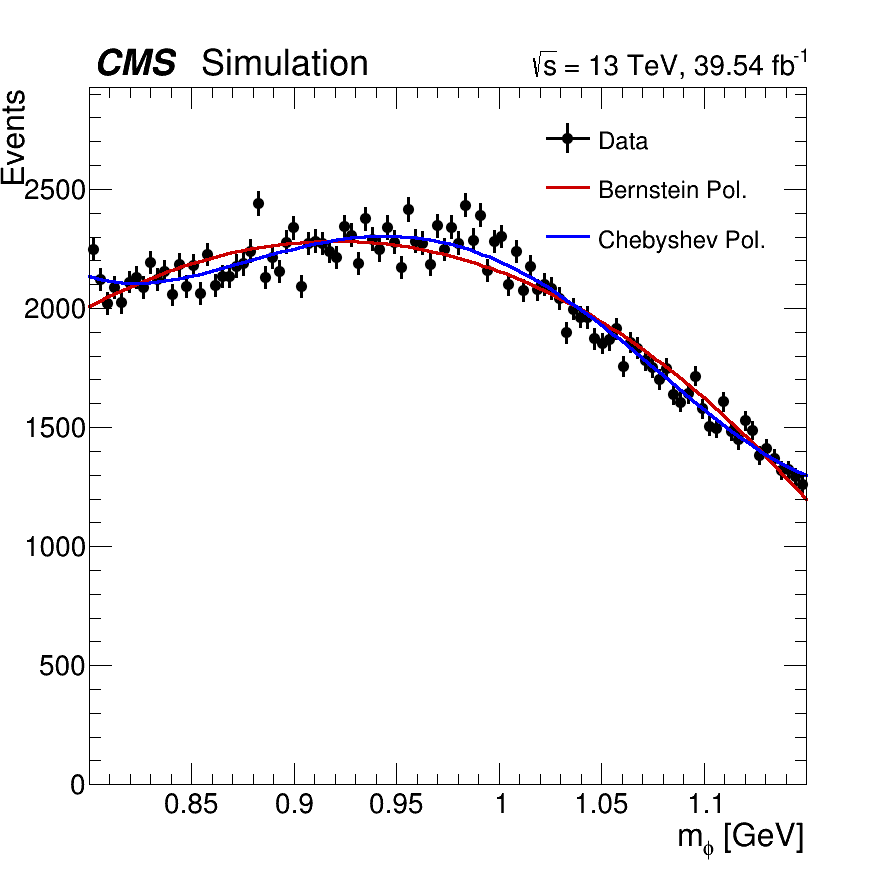 CMS Simulation
√s = 13 TeV, 39.54 fb⁻¹
Events
Data
Bernstein Pol.
Chebyshev Pol.
2500
2000
1500
1000
500
0
0.85 0.9 0.95 1 1.05 1.1
m_ϕ [GeV]